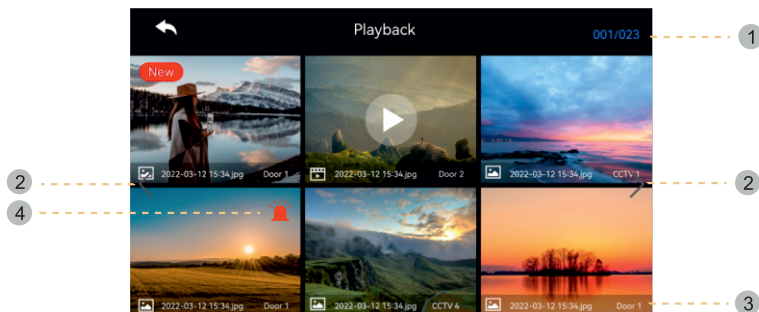 Playback
001/023
1
New
2022-03-12 15:34.jpg Door 1
2022-03-12 15:34.jpg Door 2
2022-03-12 15:34.jpg CCTV 1
2
2
4
2022-03-12 15:34.jpg Door 1
2022-03-12 15:34.jpg CCTV 4
2022-03-12 15:34.jpg Door 1
3